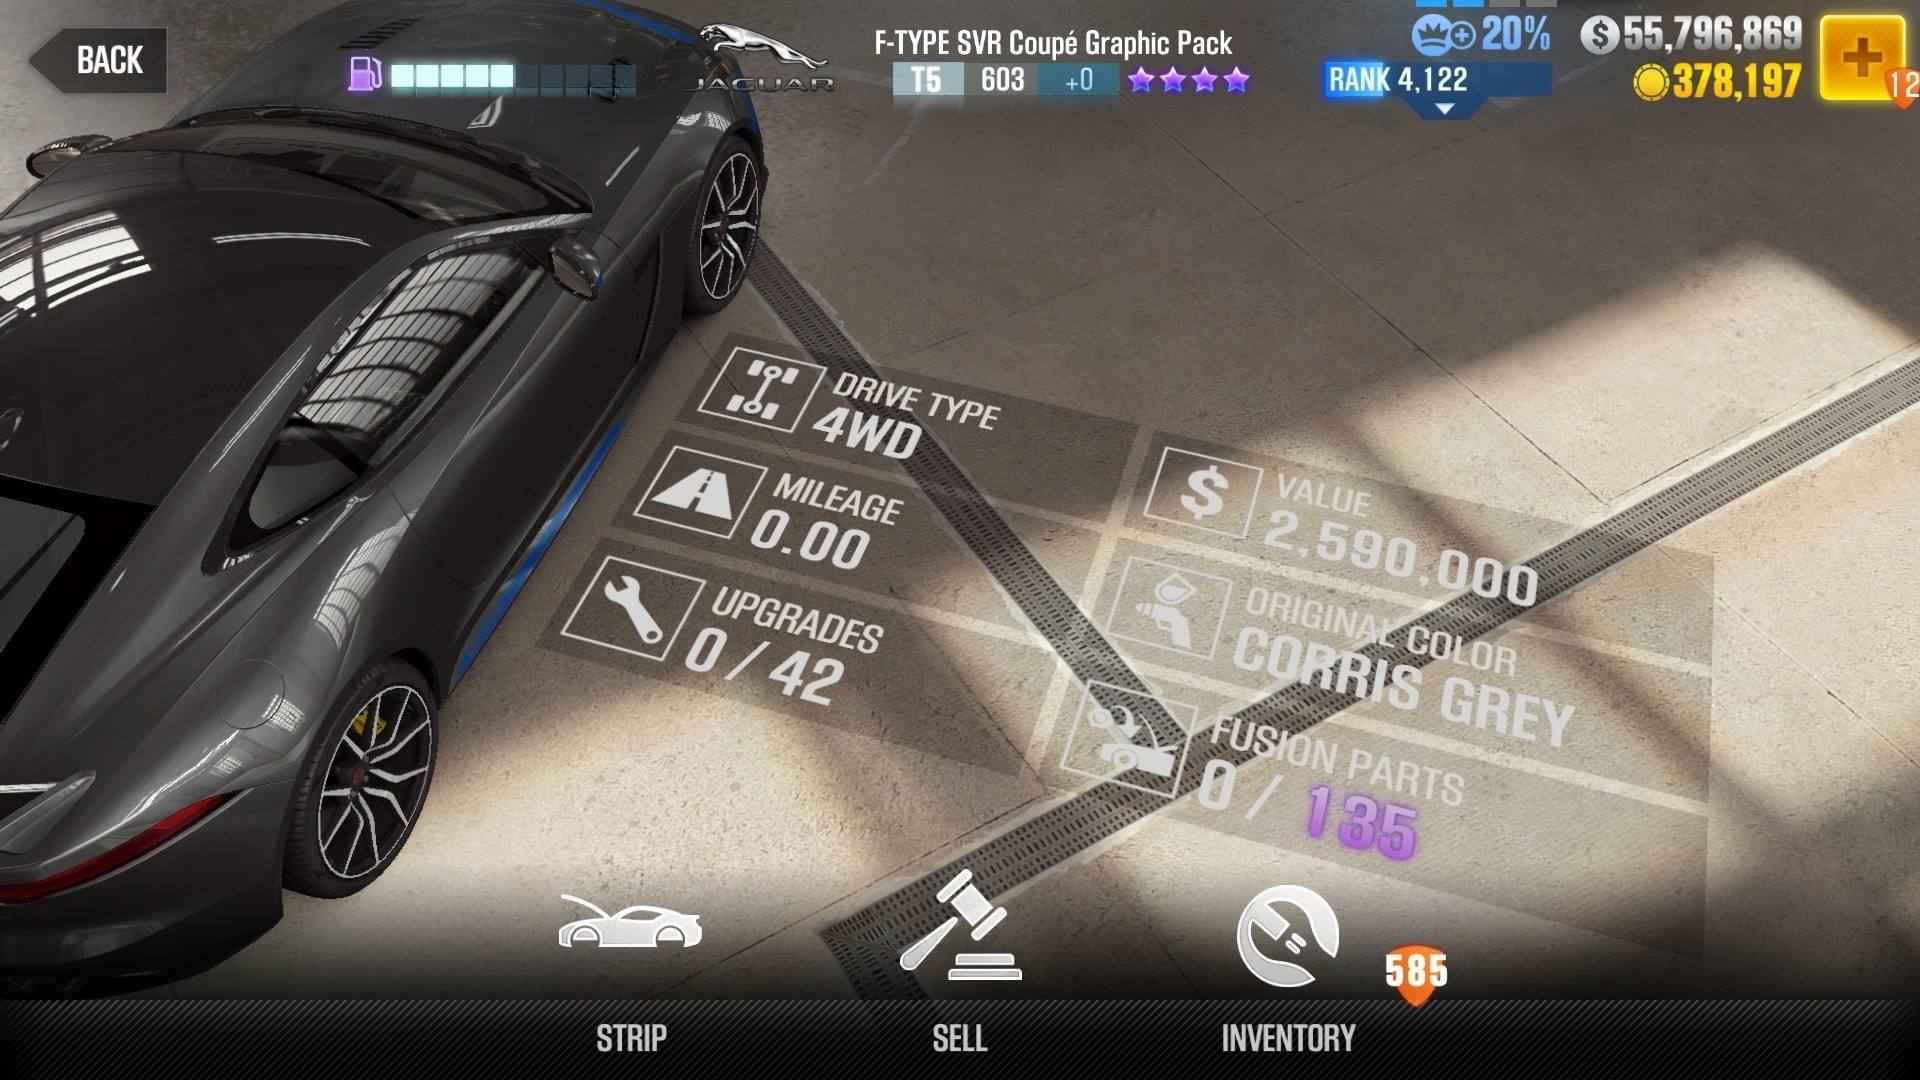 BACK
JAGUAR
F-TYPE SVR Coupé Graphic Pack
T5 603 +0
20%
RANK 4,122
$ 55,796,869
378,197
12
DRIVE TYPE
4WD
MILEAGE
0.00
UPGRADES
0 / 42
$ VALUE
2,590,000
ORIGINAL COLOR
CORRIS GREY
FUSION PARTS
0 / 135
585
STRIP
SELL
INVENTORY